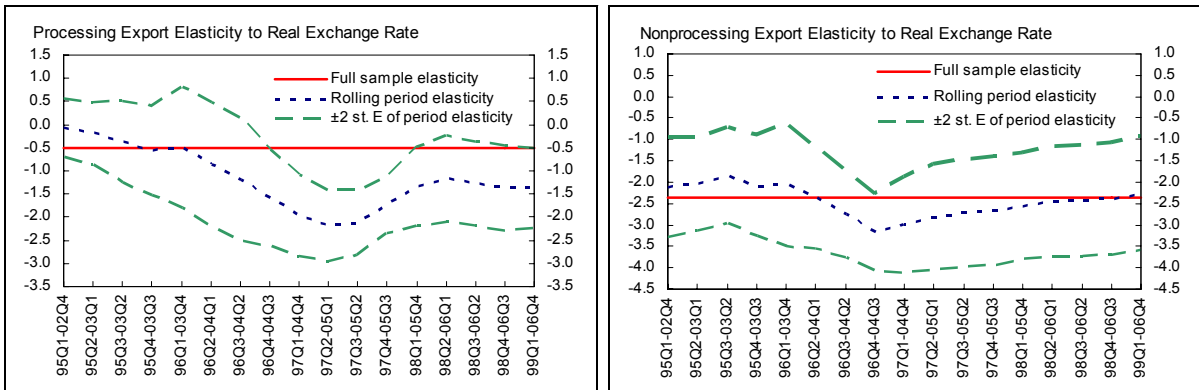 Processing Export Elasticity to Real Exchange Rate
1.5 1.5
1.0 1.0
0.5 0.5
0.0 0.0
-0.5 -0.5
-1.0 -1.0
-1.5 -1.5
-2.0 -2.0
-2.5 -2.5
-3.0 -3.0
-3.5 -3.5
Full sample elasticity
Rolling period elasticity
±2 st. E of period elasticity
95Q1-02Q4
95Q2-03Q1
95Q3-03Q2
95Q4-03Q3
96Q1-03Q4
96Q2-04Q1
96Q3-04Q2
96Q4-04Q3
97Q1-04Q4
97Q2-05Q1
97Q3-05Q2
97Q4-05Q3
98Q1-05Q4
98Q2-06Q1
98Q3-06Q2
98Q4-06Q3
99Q1-06Q4
Nonprocessing Export Elasticity to Real Exchange Rate
1.0 1.0
0.5 0.5
0.0 0.0
-0.5 -0.5
-1.0 -1.0
-1.5 -1.5
-2.0 -2.0
-2.5 -2.5
-3.0 -3.0
-3.5 -3.5
-4.0 -4.0
-4.5 -4.5
Full sample elasticity
Rolling period elasticity
±2 st. E of period elasticity
95Q1-02Q4
95Q2-03Q1
95Q3-03Q2
95Q4-03Q3
96Q1-03Q4
96Q2-04Q1
96Q3-04Q2
96Q4-04Q3
97Q1-04Q4
97Q2-05Q1
97Q3-05Q2
97Q4-05Q3
98Q1-05Q4
98Q2-06Q1
98Q3-06Q2
98Q4-06Q3
99Q1-06Q4